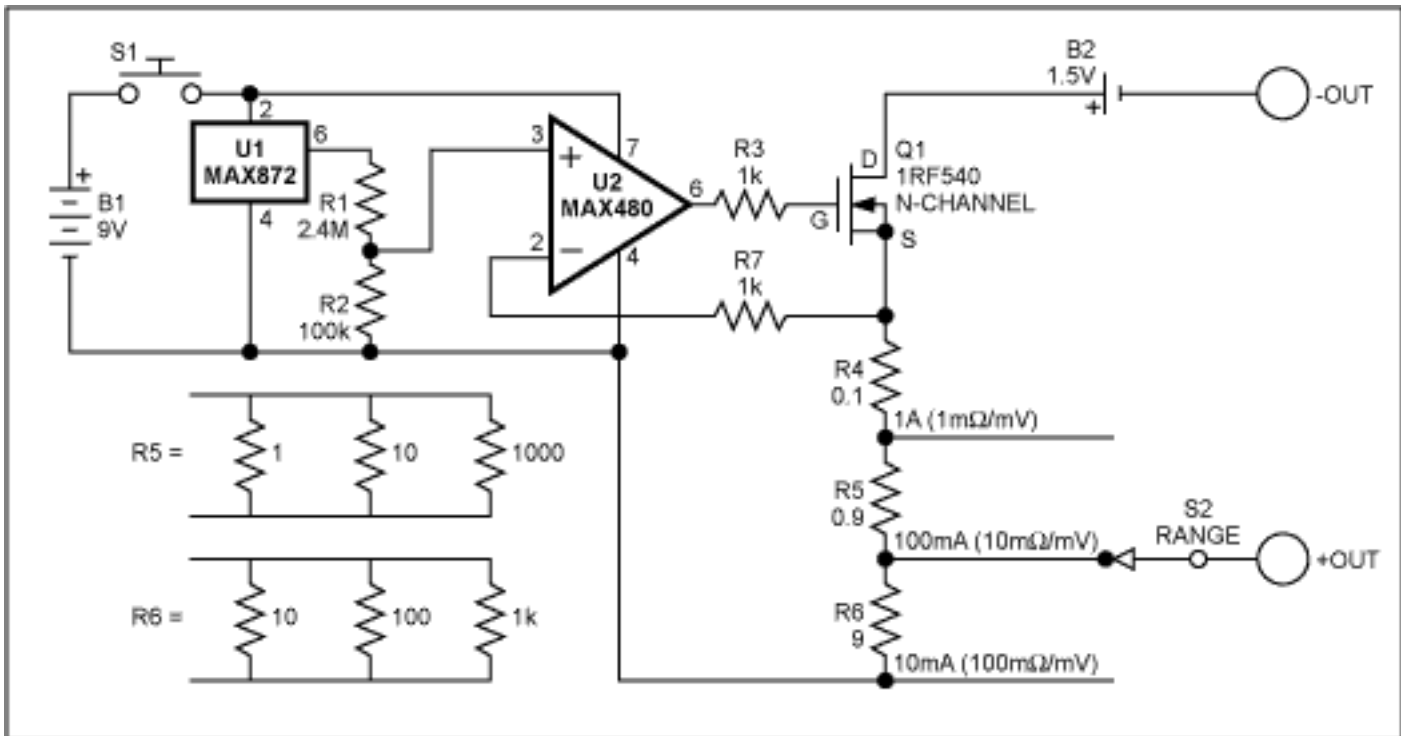 S1
B2
1.5V
+
-OUT
2
U1
MAX872
6
4
+
B1
9V
R1
2.4M
R2
100k
3
+
7
U2
MAX480
6
2
−
4
R3
1k
D
Q1
1RF540
N-CHANNEL
G
S
R7
1k
R4
0.1
1A (1mΩ/mV)
R5
0.9
S2
RANGE
100mA (10mΩ/mV)
+OUT
R6
9
10mA (100mΩ/mV)
R5 =
1
10
1000
R6 =
10
100
1k